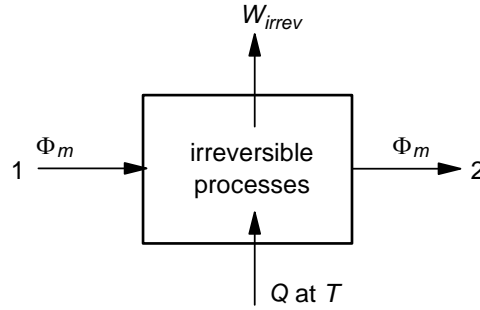 W_irrev
Φ_m
Φ_m
1
irreversible
processes
2
Q at T